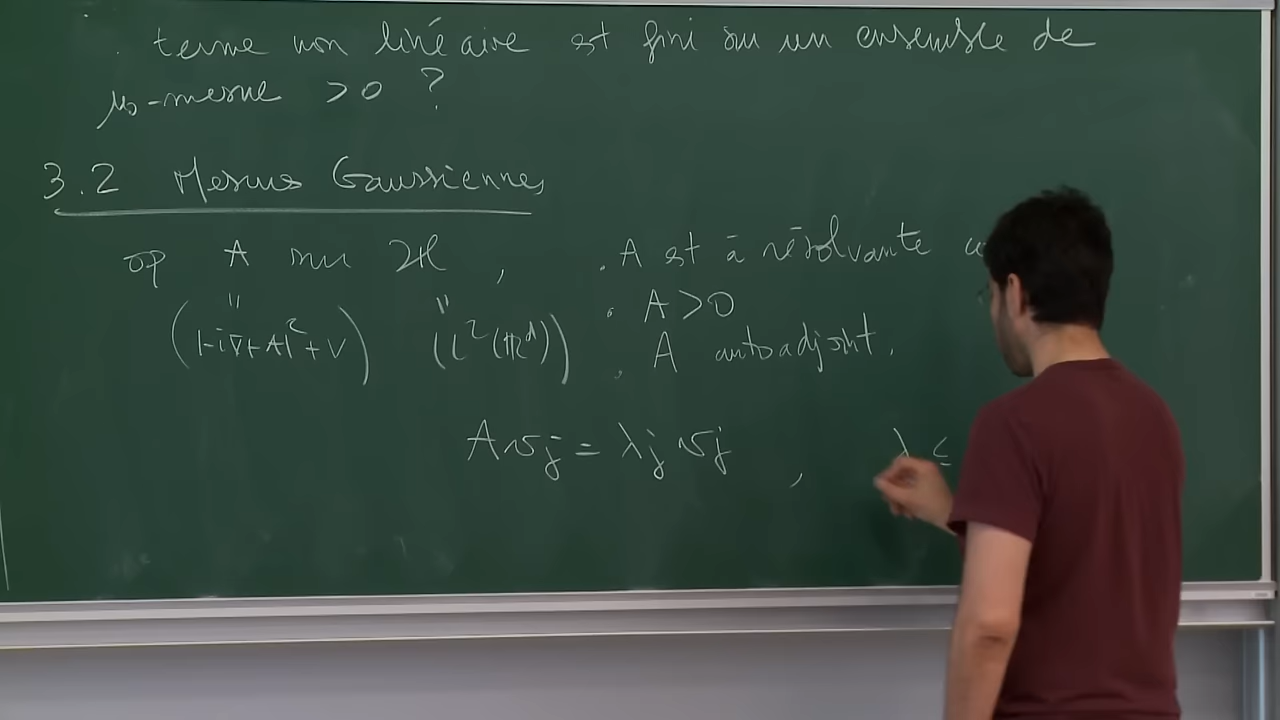 . terme non linéaire est fini sur un ensemble de
μ₀-mesure > 0 ?
3.2 Mesures Gaussiennes
op A sur ℋ , . A est à résolvante
. A > 0
. A autoadjoint.
" "
(|-i∇+A|² + V) (L²(ℝᵈ))
A v_j = λ_j v_j , λ ≤